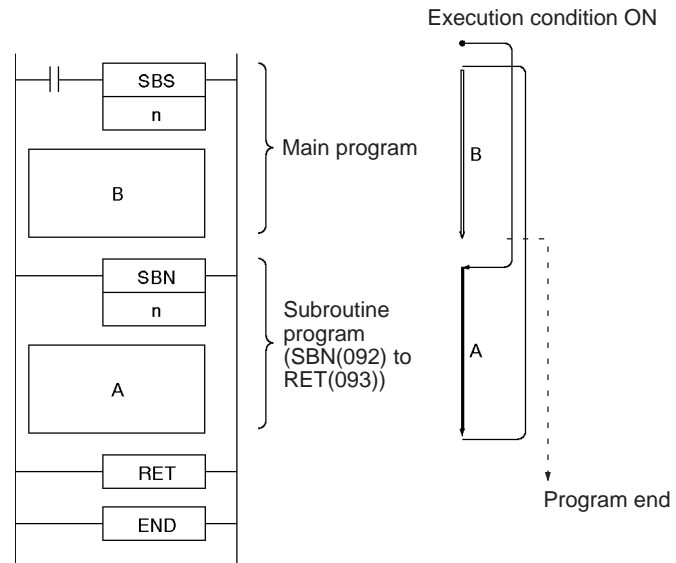 Execution condition ON
SBS
n
Main program
B
B
SBN
n
Subroutine
program
(SBN(092) to
RET(093))
A
A
RET
Program end
END